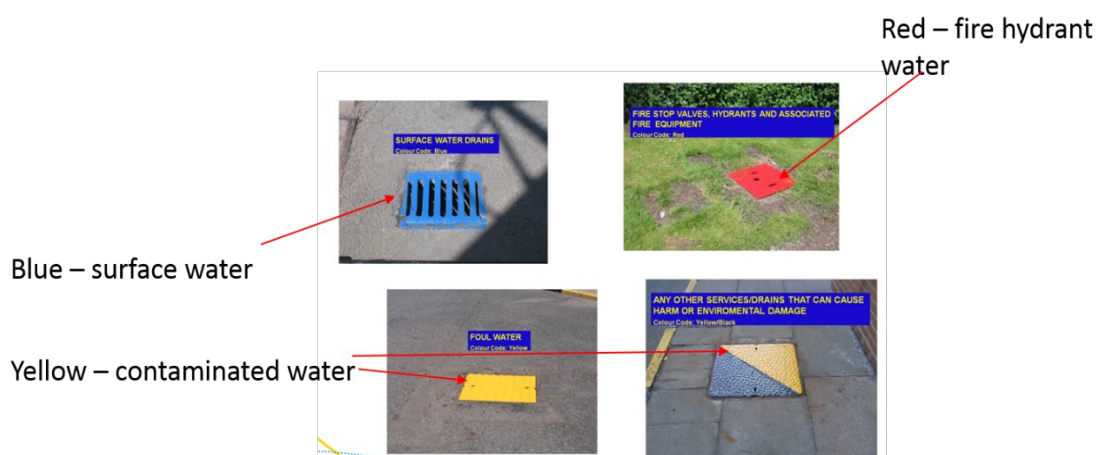 Red – fire hydrant
water
SURFACE WATER DRAINS
Colour Code: Blue
FIRE STOP VALVES, HYDRANTS AND ASSOCIATED
FIRE EQUIPMENT
Colour Code: Red
Blue – surface water
FOUL WATER
Colour Code: Yellow
ANY OTHER SERVICES/DRAINS THAT CAN CAUSE
HARM OR ENVIROMENTAL DAMAGE
Colour Code: Yellow/Black
Yellow – contaminated water